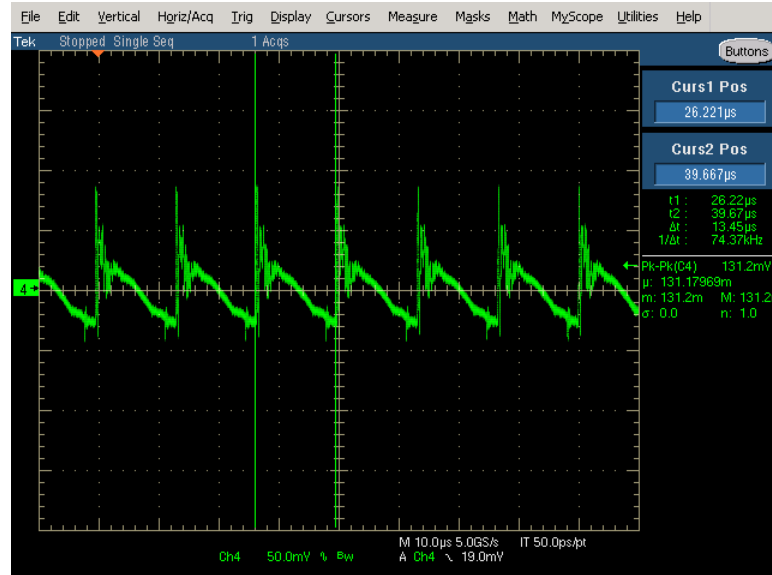 File Edit Vertical Horiz/Acq Trig Display Cursors Measure Masks Math MyScope Utilities Help
Tek Stopped Single Seq 1 Acqs
Buttons
Curs1 Pos
26.221µs
Curs2 Pos
39.667µs
t1 : 26.22µs
t2 : 39.67µs
Δt : 13.45µs
1/Δt : 74.37kHz
Pk-Pk(C4) 131.2mV
µ: 131.17969m
m: 131.2m M: 131.2
σ: 0.0 n: 1.0
4
M 10.0µs 5.0GS/s IT 50.0ps/pt
Ch4 50.0mV Bw A Ch4 19.0mV